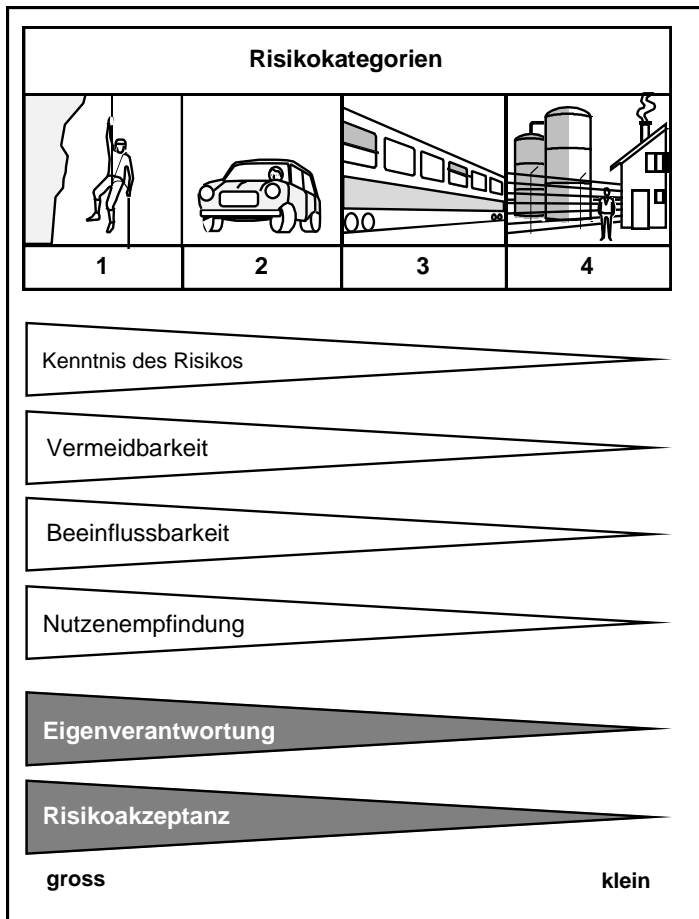 Risikokategorien
1 2 3 4
Kenntnis des Risikos
Vermeidbarkeit
Beeinflussbarkeit
Nutzenempfindung
Eigenverantwortung
Risikoakzeptanz
gross klein